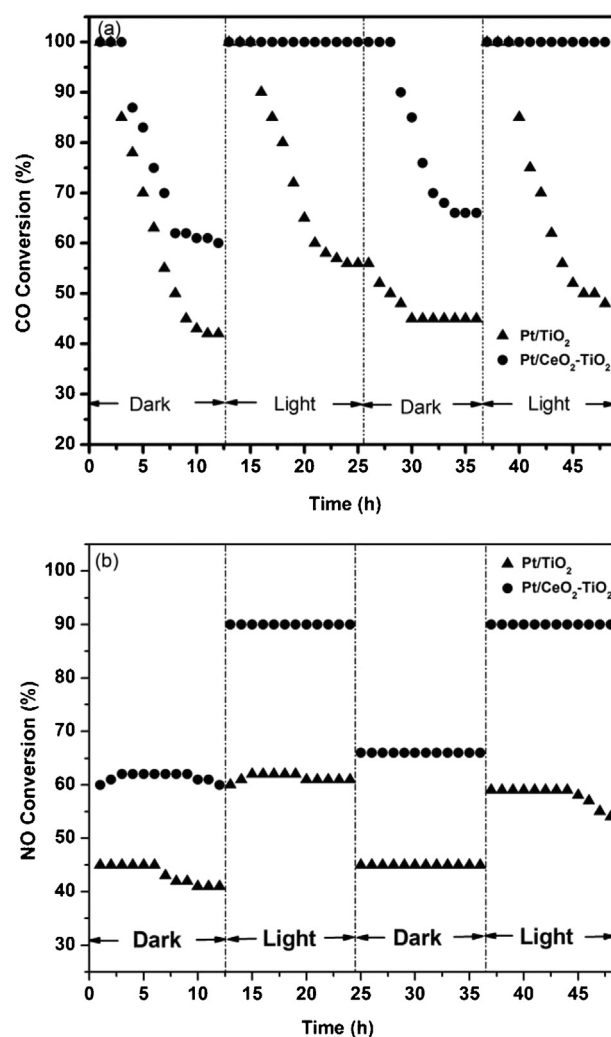 (a)
100
90
80
70
60
50
40
30
20
CO Conversion (%)
Pt/TiO₂
Pt/CeO₂-TiO₂
Dark Light Dark Light
0 5 10 15 20 25 30 35 40 45
Time (h)
(b)
100
90
80
70
60
50
40
30
NO Conversion (%)
Pt/TiO₂
Pt/CeO₂-TiO₂
Dark Light Dark Light
0 5 10 15 20 25 30 35 40 45
Time (h)